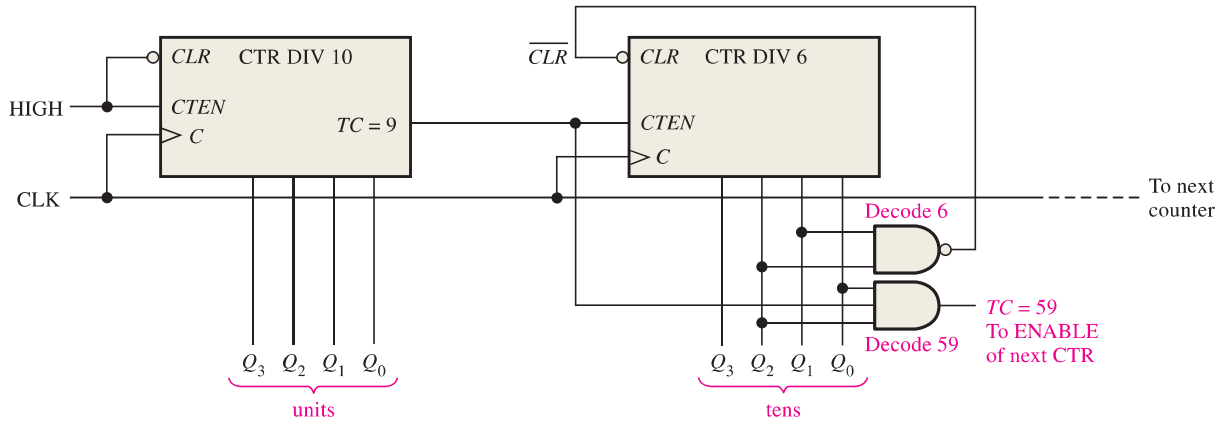 CLR
CTR DIV 10
HIGH
CTEN
C
TC = 9
CLK
Q₃ Q₂ Q₁ Q₀
units
C̅L̅R̅
CLR
CTR DIV 6
CTEN
C
To next
counter
Decode 6
Decode 59
TC = 59
To ENABLE
of next CTR
Q₃ Q₂ Q₁ Q₀
tens